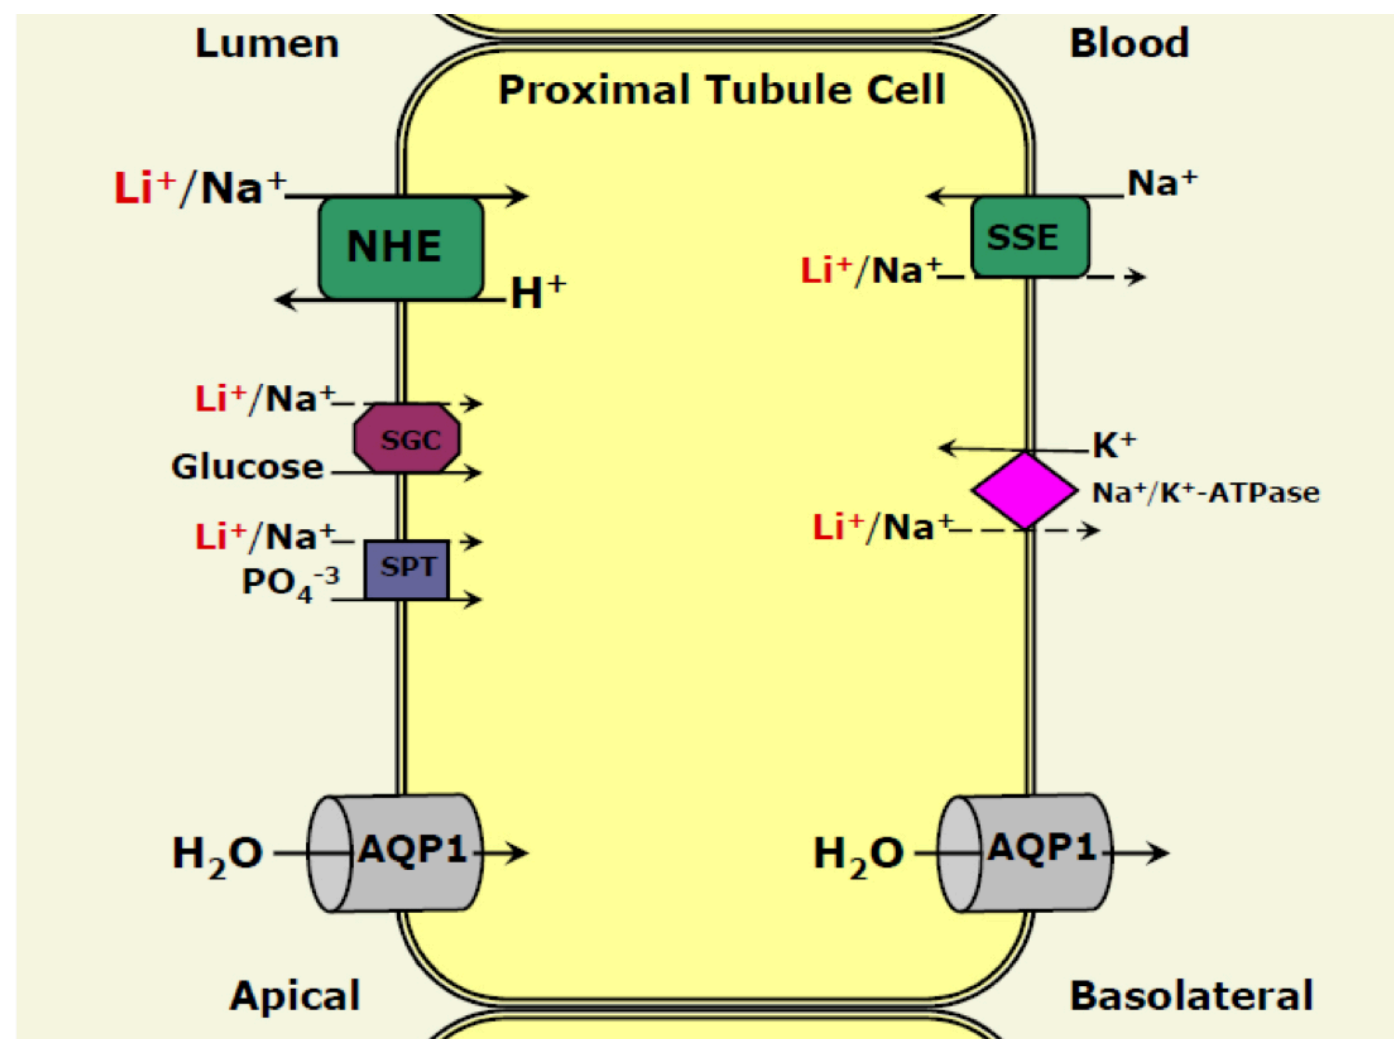 Lumen
Blood
Proximal Tubule Cell
Li⁺/Na⁺
NHE
H⁺
Na⁺
SSE
Li⁺/Na⁺
Li⁺/Na⁺
SGC
Glucose
K⁺
Na⁺/K⁺-ATPase
Li⁺/Na⁺
Li⁺/Na⁺
SPT
PO₄⁻³
H₂O
AQP1
H₂O
AQP1
Apical
Basolateral